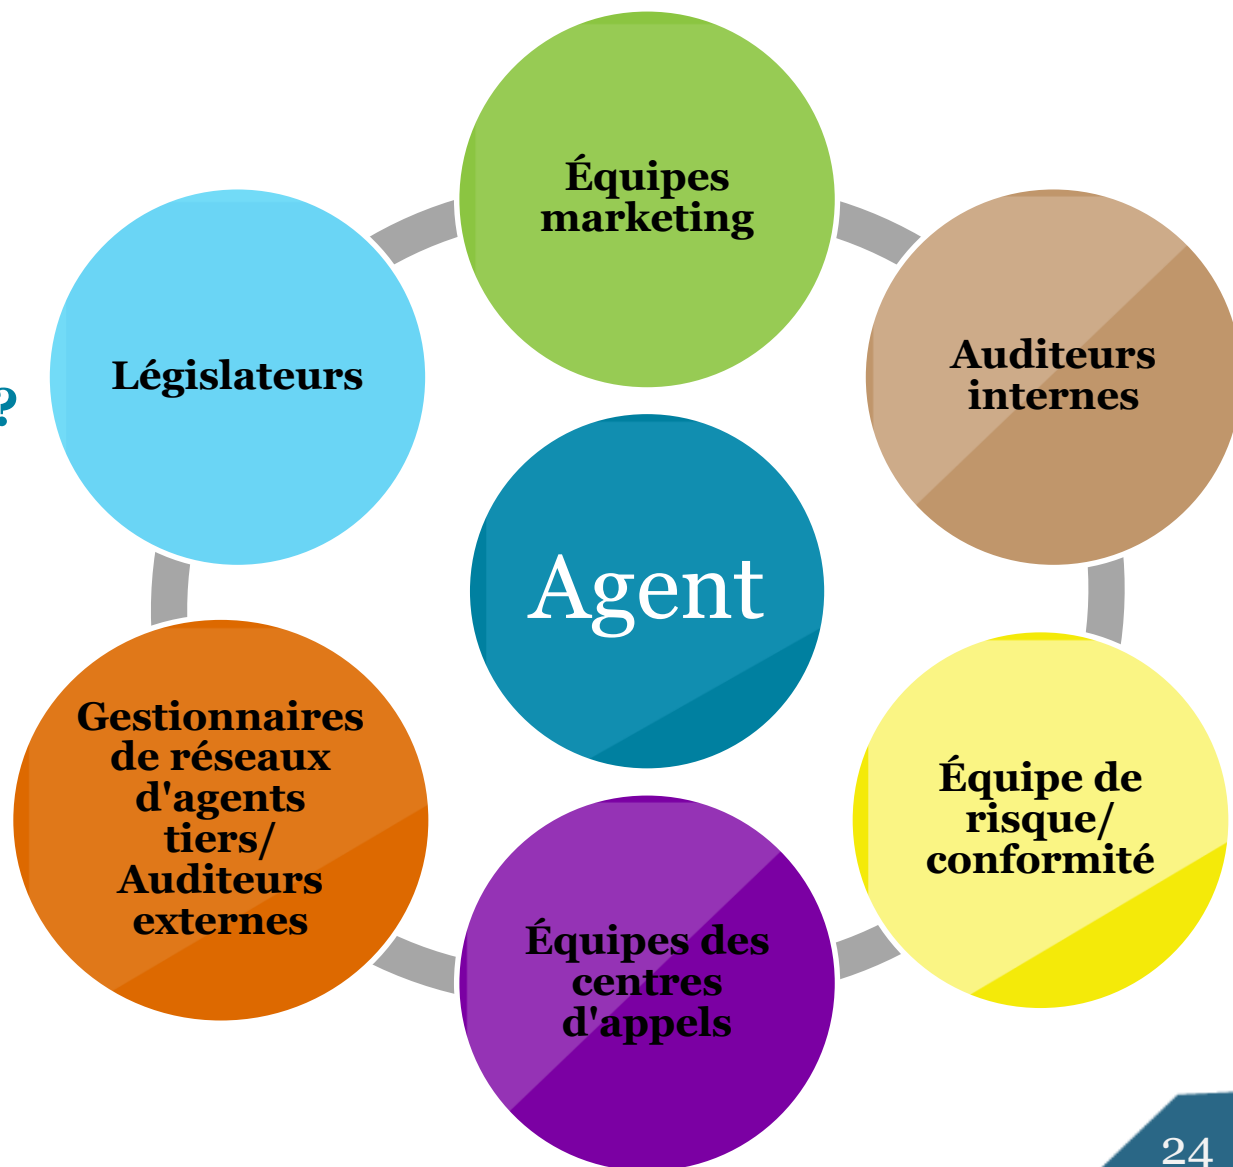 Équipes
marketing
Législateurs
?
Auditeurs
internes
Agent
Gestionnaires
de réseaux
d'agents
tiers/
Auditeurs
externes
Équipe de
risque/
conformité
Équipes des
centres
d'appels
24